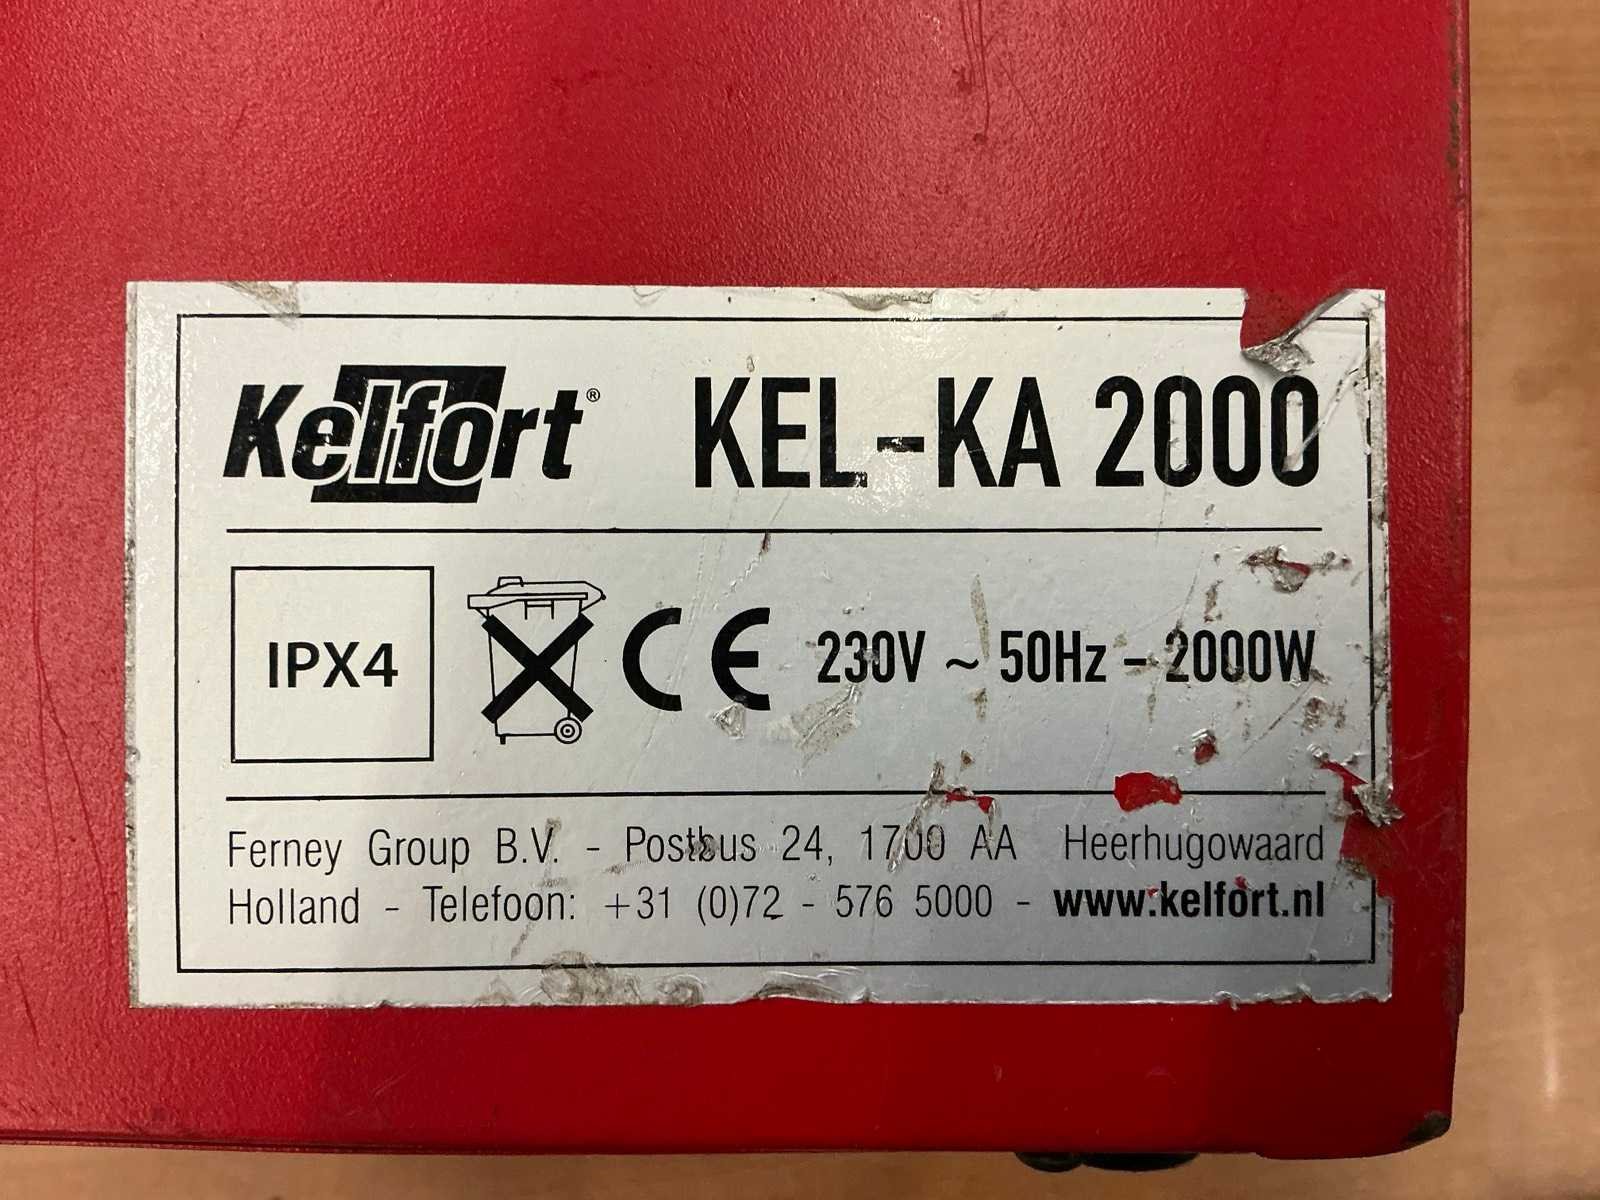 Kelfort® KEL-KA 2000
IPX4 CE 230V ~ 50Hz - 2000W
Ferney Group B.V. - Postbus 24, 1700 AA Heerhugowaard
Holland - Telefoon: +31 (0)72 - 576 5000 - www.kelfort.nl